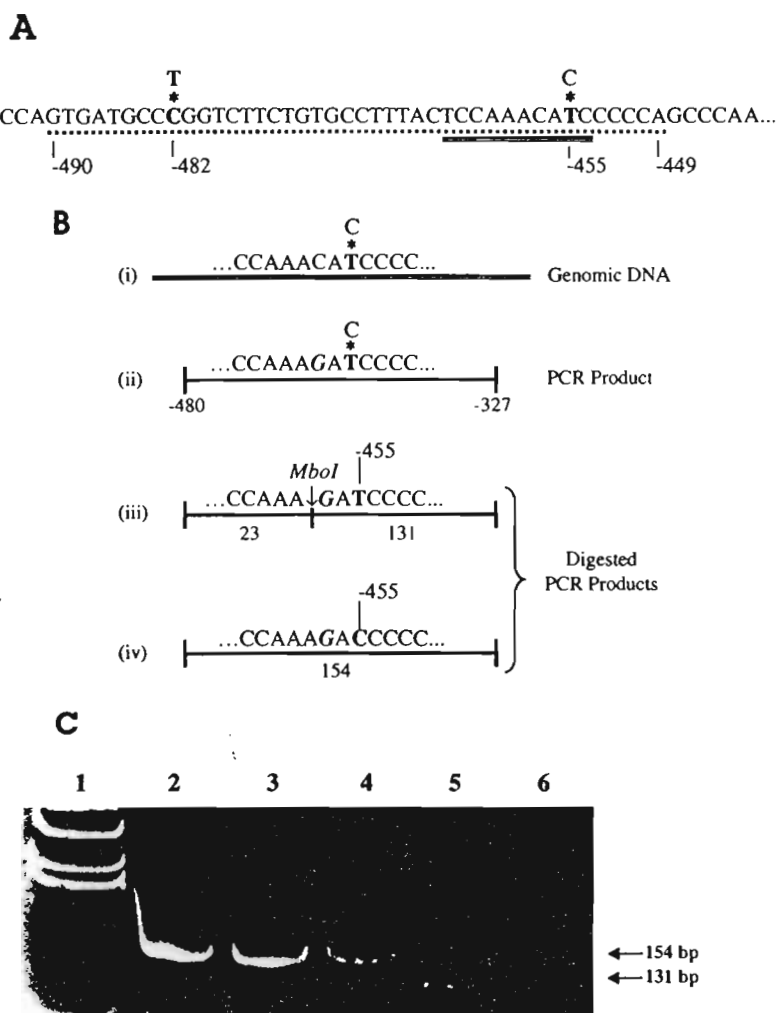 A
T
*
C
*
CCAGTGATGCCCGGTCTTCTGTGCCTTTACTCCAAACATCCCCCAGCCCAA...
-490
-482
-455
-449
B
C
*
(i) ...CCAAACATCCCC... Genomic DNA
C
*
(ii) ...CCAAAGATCCCC... PCR Product
-480
-327
-455
MboI
(iii) ...CCAAA↓GATCCCC...
23
131
Digested
PCR Products
-455
(iv) ...CCAAAGACCCCC...
154
C
1 2 3 4 5 6
←154 bp
←131 bp